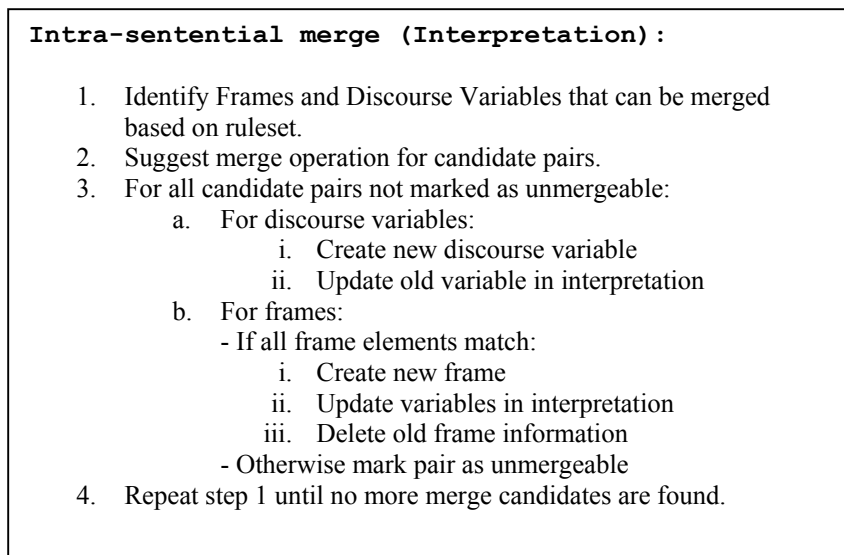 Intra-sentential merge (Interpretation):
1. Identify Frames and Discourse Variables that can be merged
based on ruleset.
2. Suggest merge operation for candidate pairs.
3. For all candidate pairs not marked as unmergeable:
a. For discourse variables:
i. Create new discourse variable
ii. Update old variable in interpretation
b. For frames:
- If all frame elements match:
i. Create new frame
ii. Update variables in interpretation
iii. Delete old frame information
- Otherwise mark pair as unmergeable
4. Repeat step 1 until no more merge candidates are found.